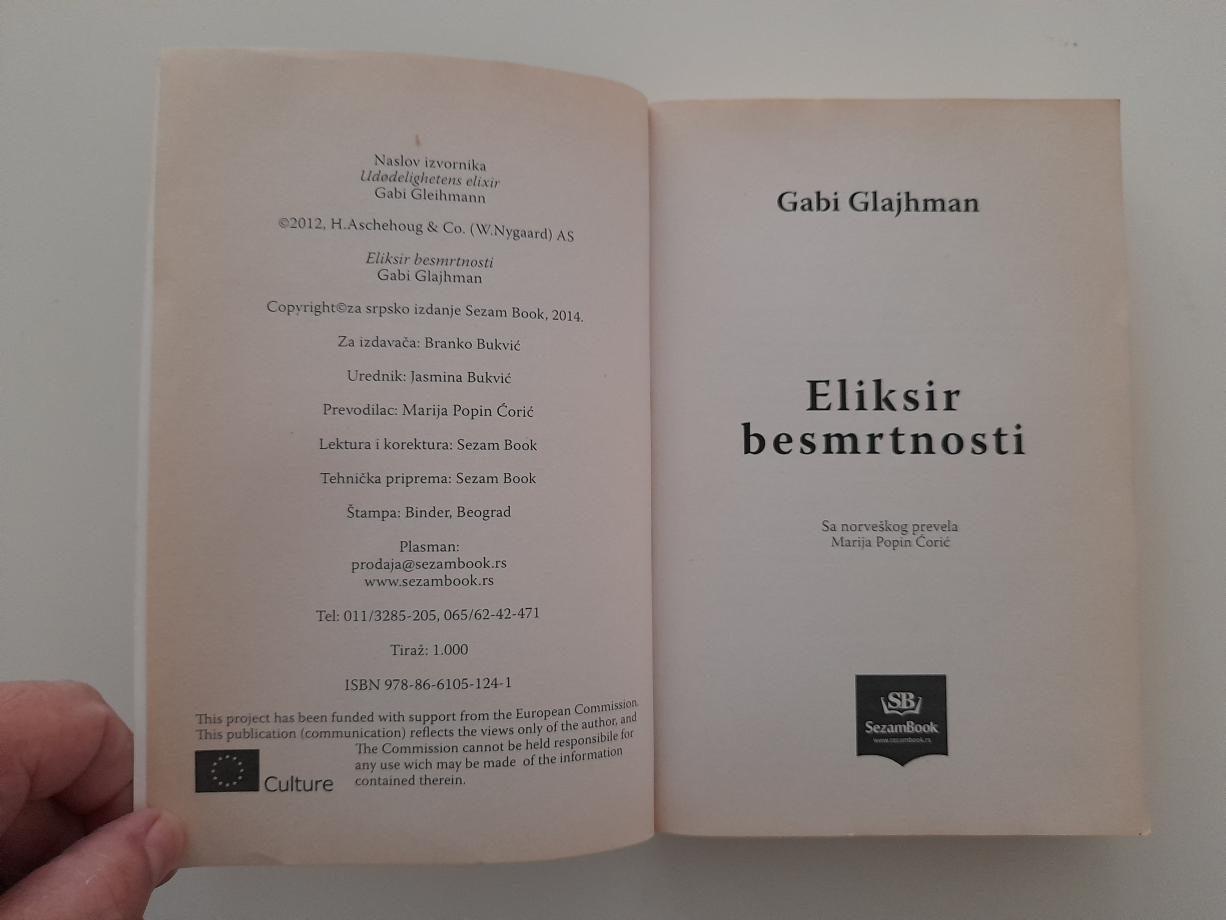 Naslov izvornika
Udødelighetens elixir
Gabi Gleihmann
©2012, H.Aschehoug & Co. (W.Nygaard) AS
Eliksir besmrtnosti
Gabi Glajhman
Copyright©za srpsko izdanje Sezam Book, 2014.
Za izdavača: Branko Bukvić
Urednik: Jasmina Bukvić
Prevodilac: Marija Popin Ćorić
Lektura i korektura: Sezam Book
Tehnička priprema: Sezam Book
Štampa: Binder, Beograd
Plasman:
prodaja@sezambook.rs
www.sezambook.rs
Tel: 011/3285-205, 065/62-42-471
Tiraž: 1.000
ISBN 978-86-6105-124-1
This project has been funded with support from the European Commission.
This publication (communication) reflects the views only of the author, and
The Commission cannot be held responsibile for
any use wich may be made of the information
contained therein.
Culture
Gabi Glajhman
Eliksir
besmrtnosti
Sa norveškog prevela
Marija Popin Ćorić
SB
SezamBook
www.sezambook.rs